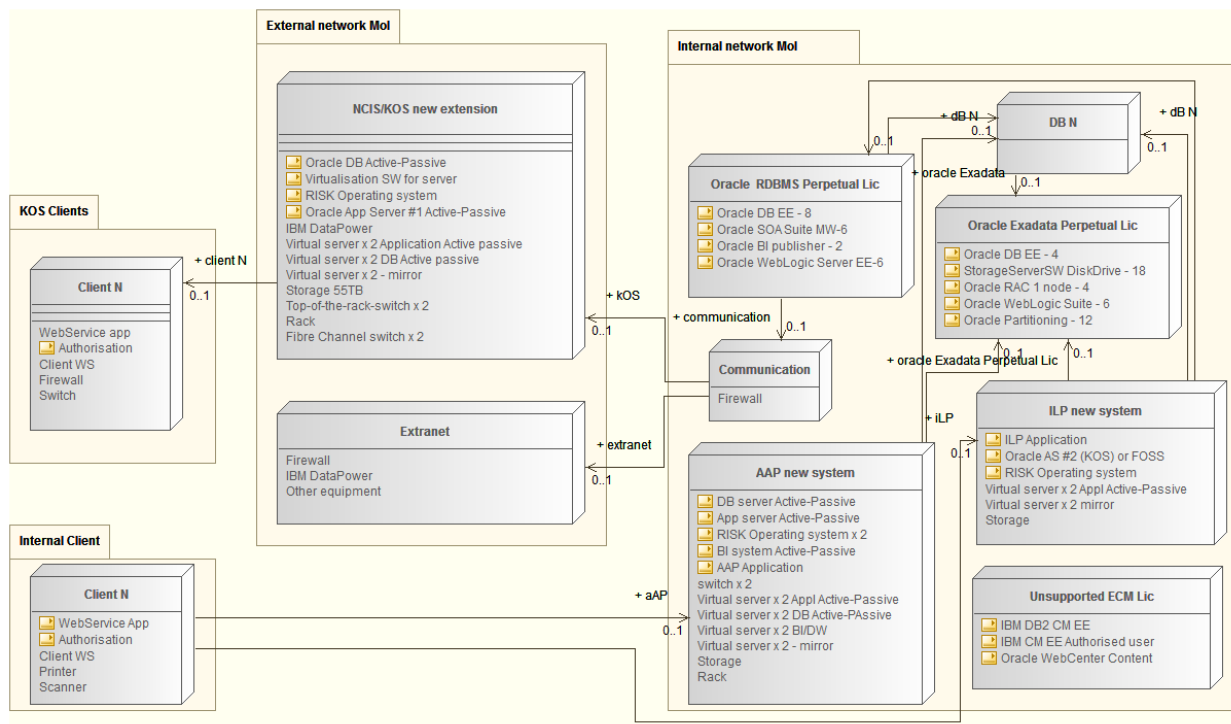 KOS Clients
Client N
WebService app
Authorisation
Client WS
Firewall
Switch
+ client N
0..1
External network MoI
NCIS/KOS new extension
Oracle DB Active-Passive
Virtualisation SW for server
RISK Operating system
Oracle App Server #1 Active-Passive
IBM DataPower
Virtual server x 2 Application Active passive
Virtual server x 2 DB Active passive
Virtual server x 2 - mirror
Storage 55TB
Top-of-the-rack-switch x 2
Rack
Fibre Channel switch x 2
+ kOS
0..1
Extranet
Firewall
IBM DataPower
Other equipment
+ extranet
0..1
Internal Client
Client N
WebService App
Authorisation
Client WS
Printer
Scanner
+ aAP
0..1
Internal network MoI
Oracle RDBMS Perpetual Lic
Oracle DB EE - 8
Oracle SOA Suite MW-6
Oracle BI publisher - 2
Oracle WebLogic Server EE-6
0..1
+ dB N
0..1
DB N
+ dB N
0..1
+ oracle Exadata
0..1
Oracle Exadata Perpetual Lic
Oracle DB EE - 4
StorageServerSW DiskDrive - 18
Oracle RAC 1 node - 4
Oracle WebLogic Suite - 6
Oracle Partitioning - 12
+ communication
0..1
Communication
Firewall
+ oracle Exadata Perpetual Lic
0..1
0..1
+ iLP
0..1
AAP new system
DB server Active-Passive
App server Active-Passive
RISK Operating system x 2
BI system Active-Passive
AAP Application
switch x 2
Virtual server x 2 Appl Active-Passive
Virtual server x 2 DB Active-PAssive
Virtual server x 2 BI/DW
Virtual server x 2 - mirror
Storage
Rack
ILP new system
ILP Application
Oracle AS #2 (KOS) or FOSS
RISK Operating system
Virtual server x 2 Appl Active-Passive
Virtual server x 2 mirror
Storage
Unsupported ECM Lic
IBM DB2 CM EE
IBM CM EE Authorised user
Oracle WebCenter Content